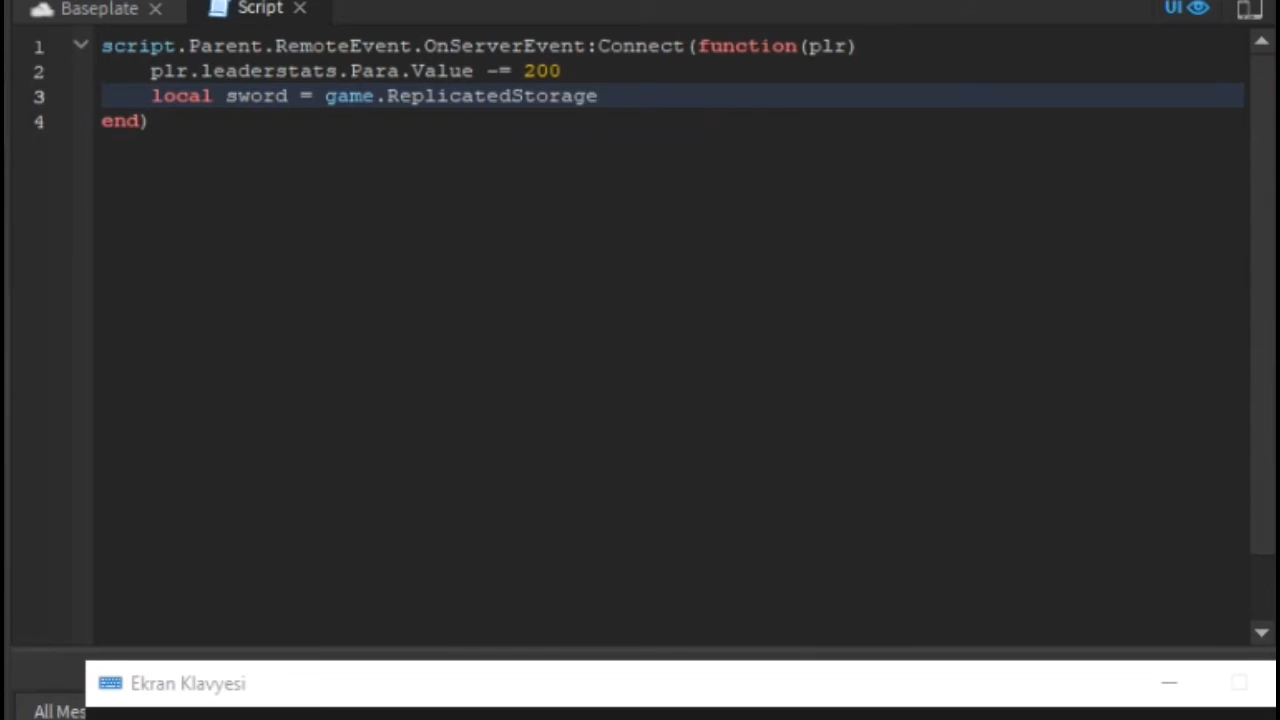 Baseplate
Script
UI
1 script.Parent.RemoteEvent.OnServerEvent:Connect(function(plr)
2 plr.leaderstats.Para.Value -= 200
3 local sword = game.ReplicatedStorage
4 end)
Ekran Klavyesi
All Mes